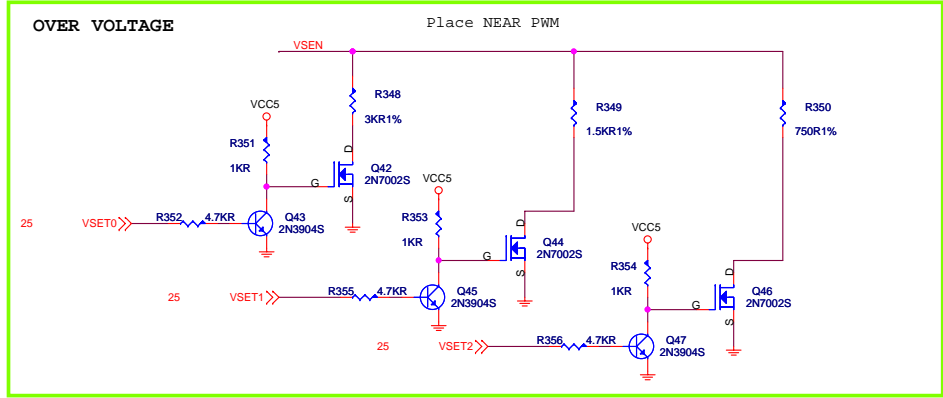 OVER VOLTAGE
Place NEAR PWM
VSEN
R348
3KR1%
R349
1.5KR1%
R350
750R1%
VCC5
R351
1KR
D
G
S
Q42
2N7002S
25
VSET0
R352
4.7KR
Q43
2N3904S
VCC5
R353
1KR
D
G
S
Q44
2N7002S
25
VSET1
R355
4.7KR
Q45
2N3904S
VCC5
R354
1KR
D
G
S
Q46
2N7002S
25
VSET2
R356
4.7KR
Q47
2N3904S